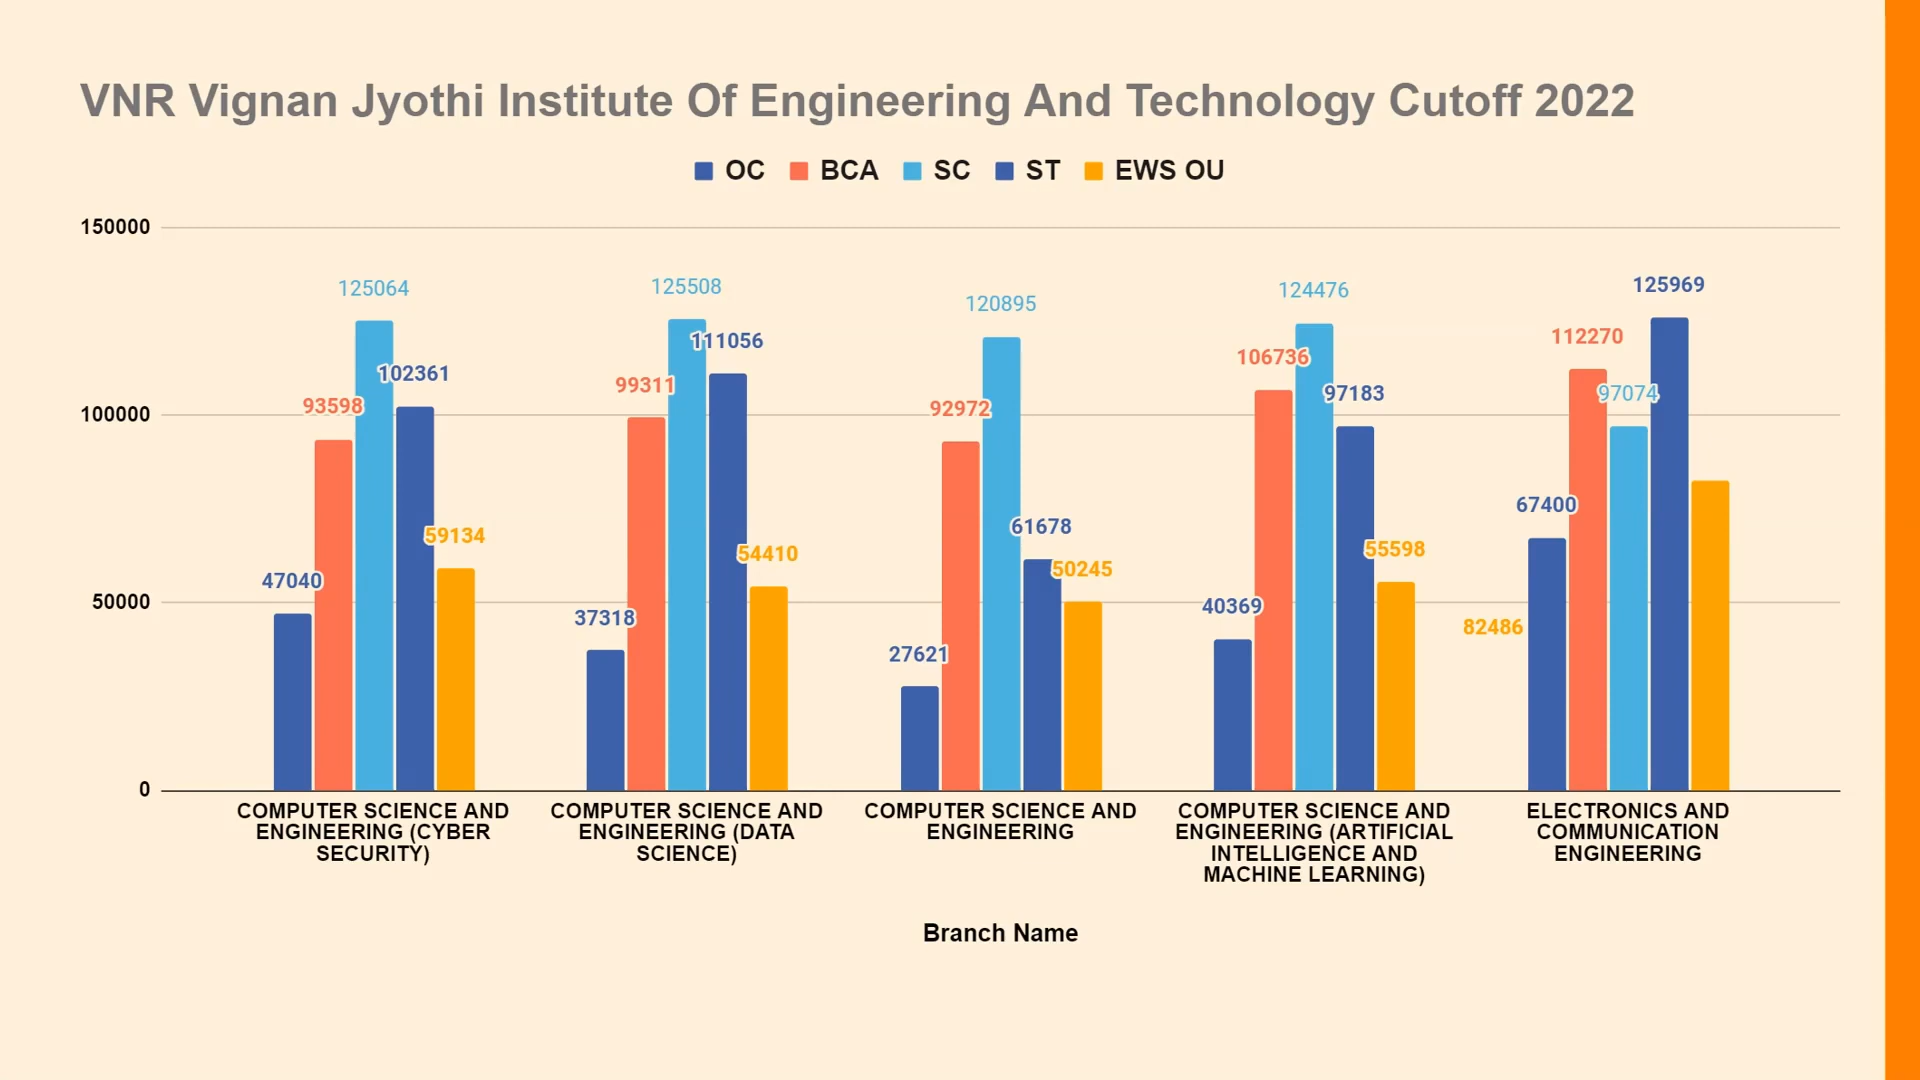 VNR Vignan Jyothi Institute Of Engineering And Technology Cutoff 2022
OC BCA SC ST EWS OU
150000
100000
50000
0
47040
93598
125064
102361
59134
37318
99311
125508
111056
54410
27621
92972
120895
61678
50245
40369
106736
124476
97183
55598
67400
112270
97074
125969
82486
COMPUTER SCIENCE AND
ENGINEERING (CYBER
SECURITY)
COMPUTER SCIENCE AND
ENGINEERING (DATA
SCIENCE)
COMPUTER SCIENCE AND
ENGINEERING
COMPUTER SCIENCE AND
ENGINEERING (ARTIFICIAL
INTELLIGENCE AND
MACHINE LEARNING)
ELECTRONICS AND
COMMUNICATION
ENGINEERING
Branch Name